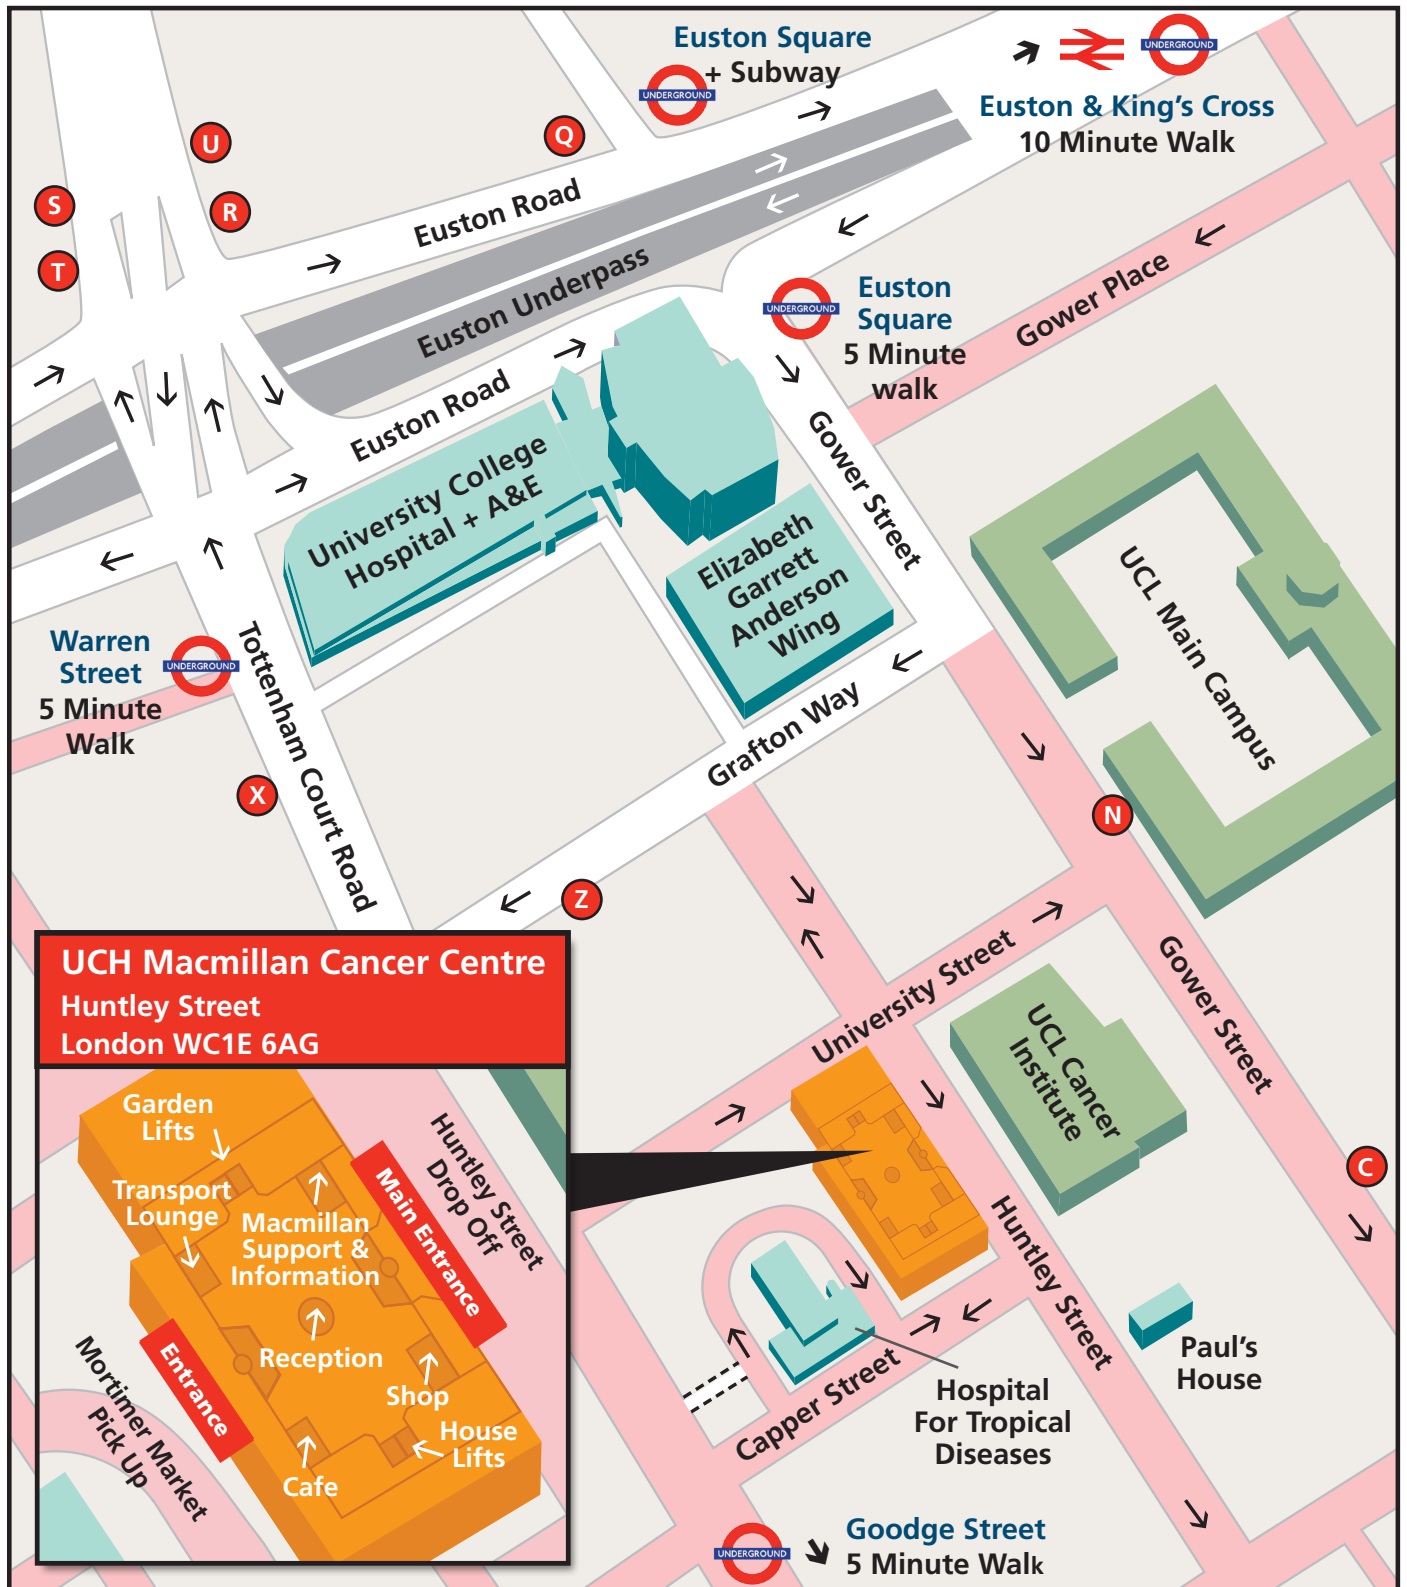 Euston Square
+ Subway
UNDERGROUND
UNDERGROUND
Euston & King's Cross
10 Minute Walk
U
Q
S
R
T
Euston Road
Euston Underpass
Gower Place
UNDERGROUND
Euston
Square
5 Minute
walk
Euston Road
Gower Street
University College
Hospital + A&E
Elizabeth
Garrett
Anderson
Wing
UCL Main Campus
Warren
Street
5 Minute
Walk
UNDERGROUND
Tottenham Court Road
Grafton Way
X
N
Z
University Street
Gower Street
UCH Macmillan Cancer Centre
Huntley Street
London WC1E 6AG
UCL Cancer
Institute
Garden
Lifts
Transport
Lounge
Macmillan
Support &
Information
Main Entrance
Huntley Street
Drop Off
Reception
Shop
House
Lifts
Cafe
Entrance
Mortimer Market
Pick Up
C
Huntley Street
Paul's
House
Capper Street
Hospital
For Tropical
Diseases
UNDERGROUND
Goodge Street
5 Minute Walk